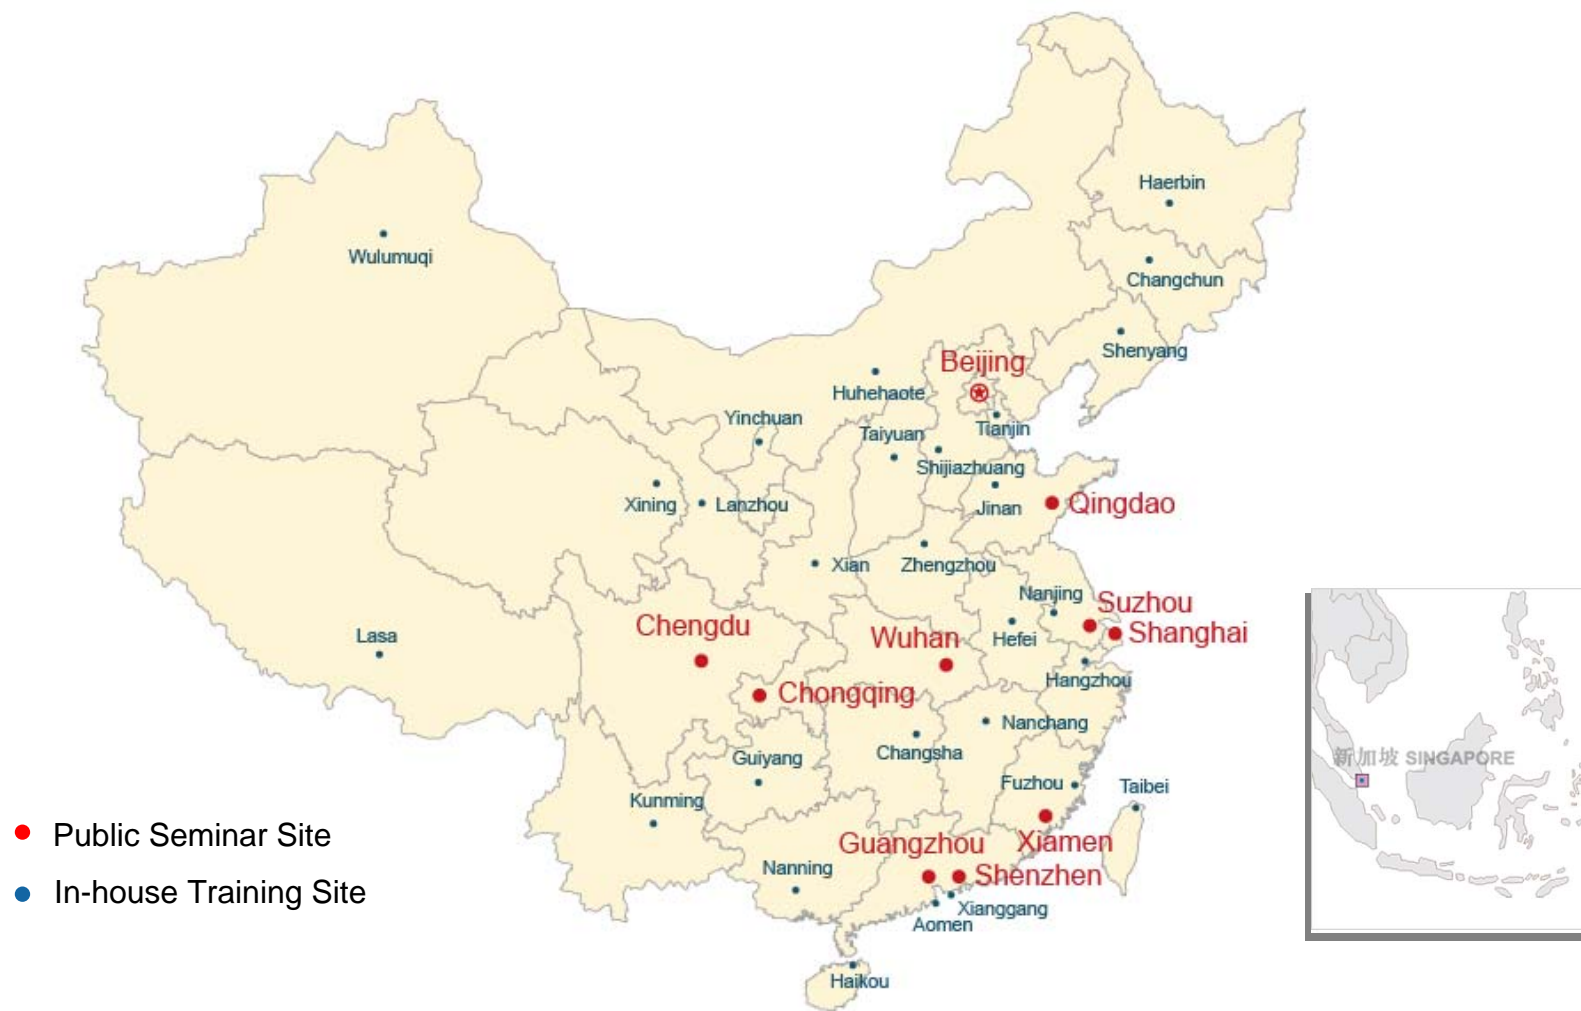 Haerbin
Wulumuqi
Changchun
Shenyang
Beijing
Huhehaote
Yinchuan
Tianjin
Taiyuan
Shijiazhuang
Xining
Lanzhou
Jinan
Qingdao
Xian
Zhengzhou
Nanjing
Suzhou
Chengdu
Wuhan
Hefei
Shanghai
Lasa
Hangzhou
Chongqing
Nanchang
Changsha
Guiyang
新加坡 SINGAPORE
Fuzhou
Taibei
Kunming
Public Seminar Site
Guangzhou
Xiamen
Nanning
Shenzhen
In-house Training Site
Xianggang
Aomen
Haikou